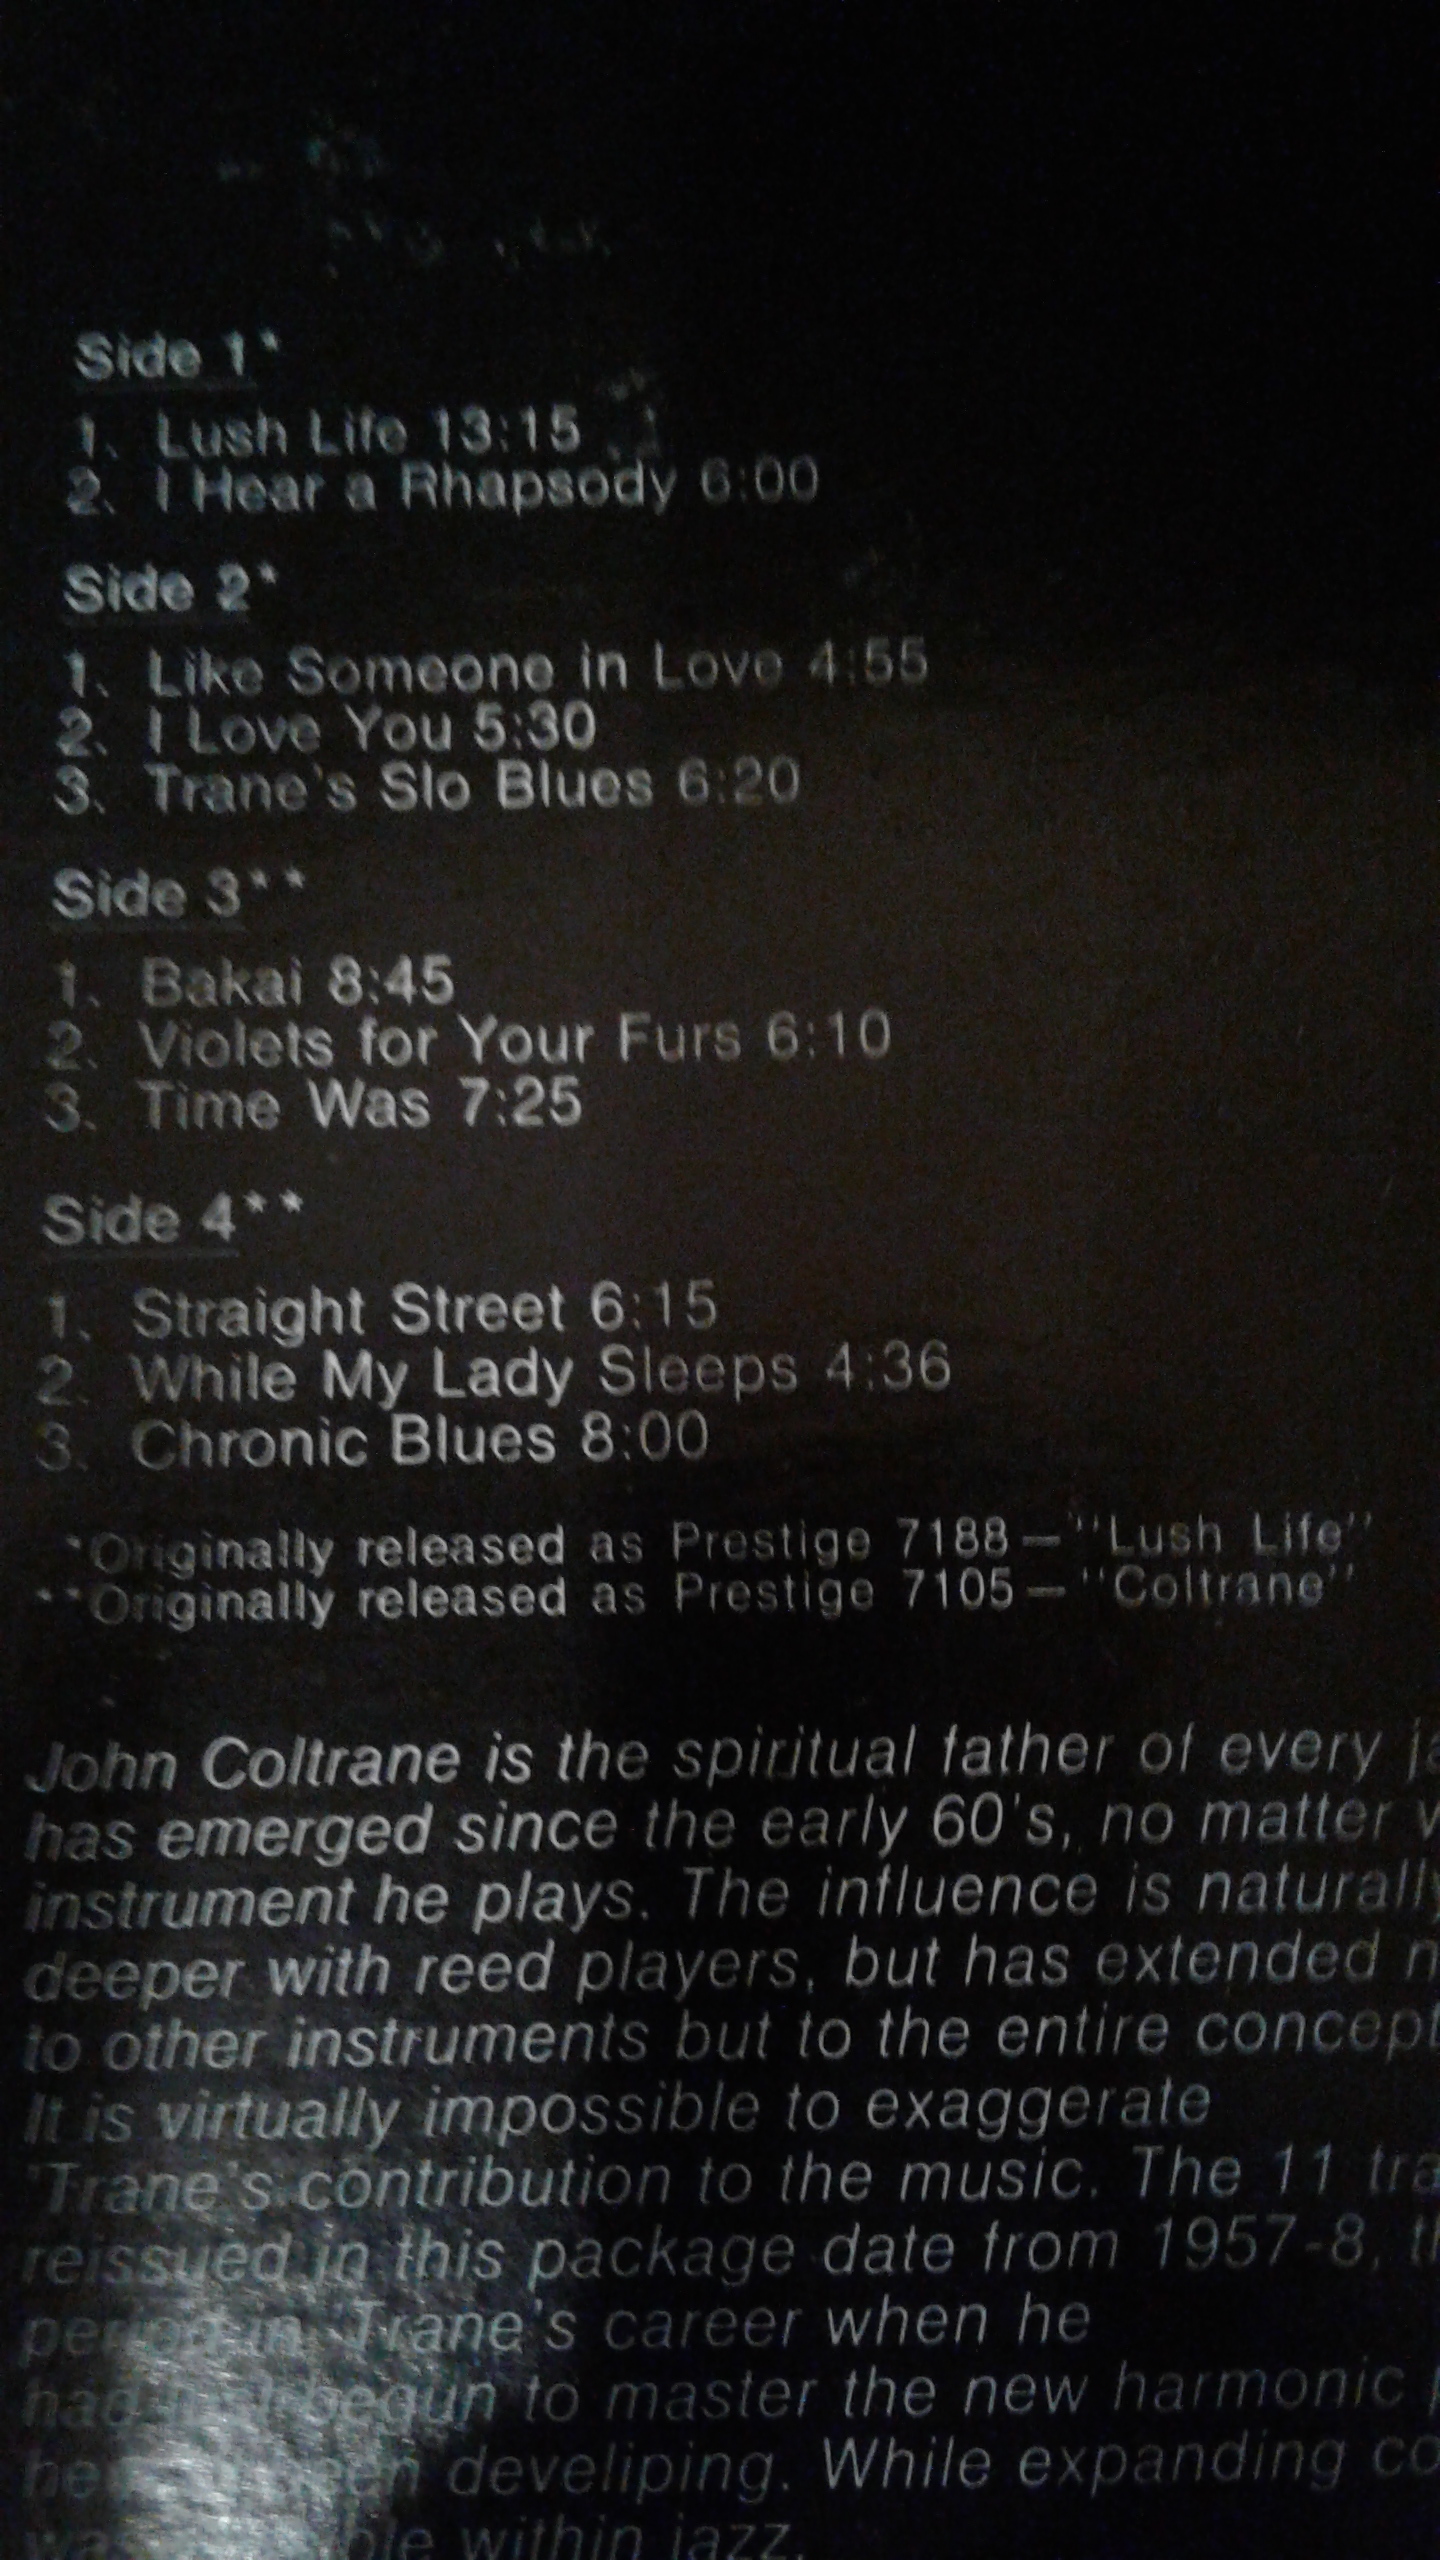 Side 1*
1. Lush Life 13:15
2. I Hear a Rhapsody 6:00
Side 2*
1. Like Someone in Love 4:55
2. I Love You 5:30
3. Trane's Slo Blues 6:20
Side 3**
1. Bakai 8:45
2. Violets for Your Furs 6:10
3. Time Was 7:25
Side 4**
1. Straight Street 6:15
2. While My Lady Sleeps 4:36
3. Chronic Blues 8:00
*Originally released as Prestige 7188—"Lush Life"
**Originally released as Prestige 7105—"Coltrane"
John Coltrane is the spiritual father of every
has emerged since the early 60's, no matter
instrument he plays. The influence is naturally
deeper with reed players, but has extended
to other instruments but to the entire concept
It is virtually impossible to exaggerate
'Trane's contribution to the music. The 11
reissued in this package date from 1957-8,
period in 'Trane's career when he
had just begun to master the new harmonic
been develiping. While expanding
within jazz.